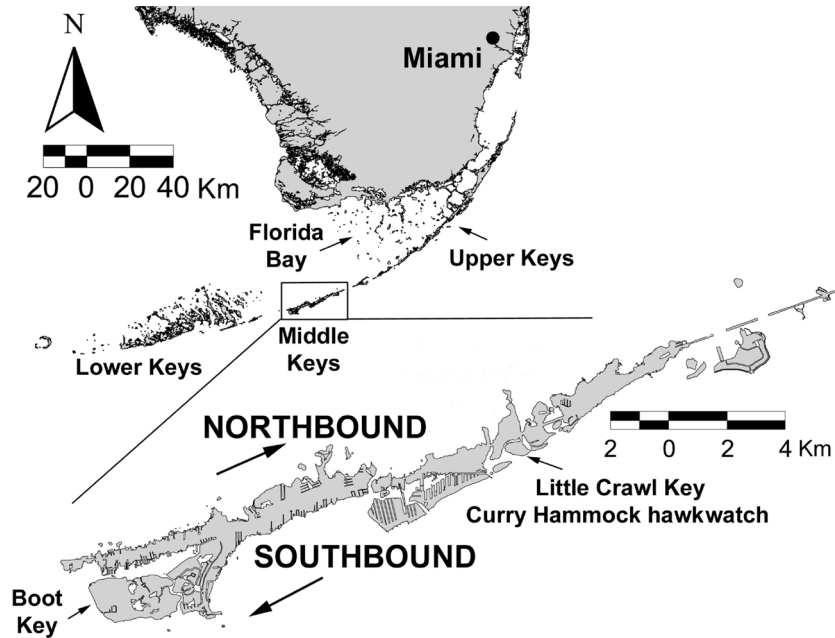 N
Miami
20 0 20 40 Km
Florida
Bay
Upper Keys
Middle
Keys
Lower Keys
NORTHBOUND
2 0 2 4 Km
Little Crawl Key
Curry Hammock hawkwatch
SOUTHBOUND
Boot
Key